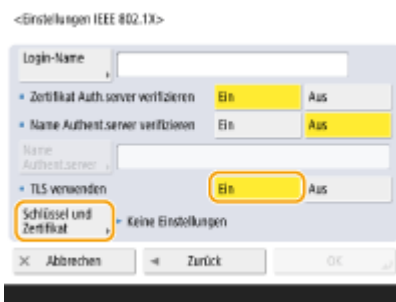 <Einstellungen IEEE 802.1X>
Login-Name
Zertifikat Auth.server verifizieren Ein Aus
Name Authent.server verifizieren Ein Aus
Name
Authent.server
TLS verwenden Ein Aus
Schlüssel und
Zertifikat
Keine Einstellungen
Abbrechen Zurück OK